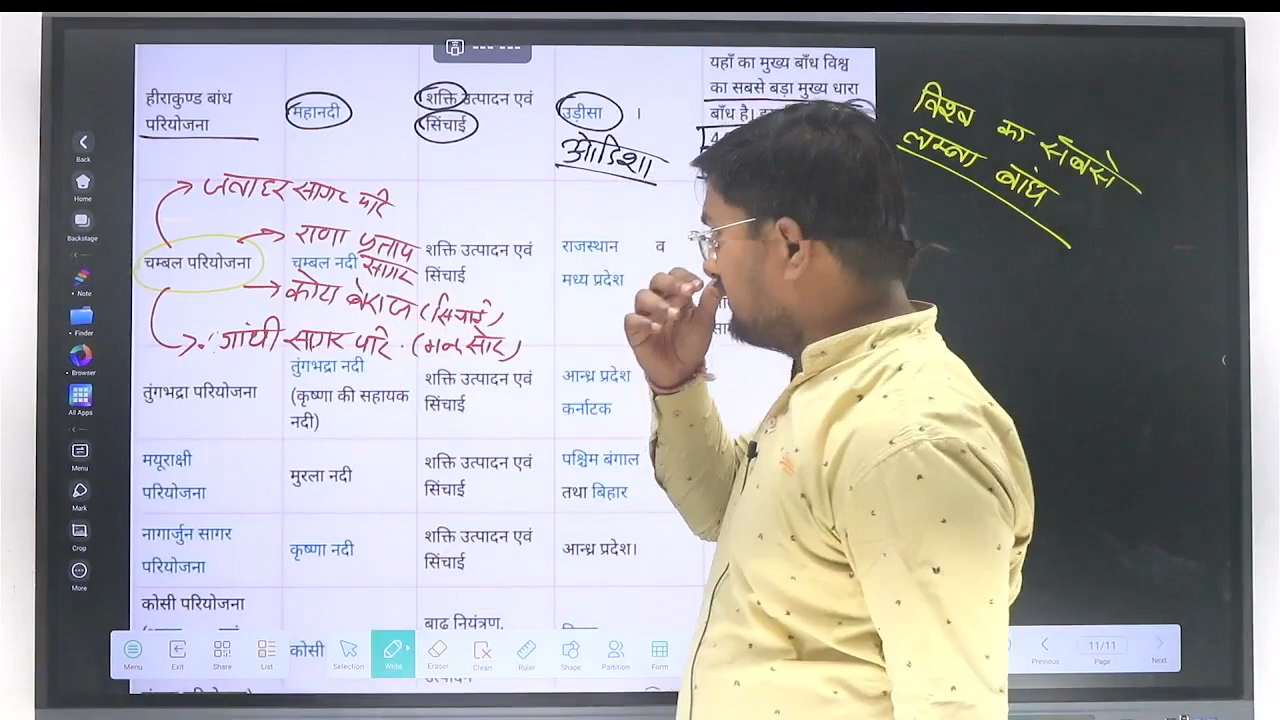 यहाँ का मुख्य बाँध विश्व
का सबसे बड़ा मुख्य धारा
बाँध है।
हीराकुण्ड बांध
परियोजना
महानदी
शक्ति उत्पादन एवं
सिंचाई
उड़ीसा ।
ओडिशा
विश्व का सबसे
लम्बा बांध
जवाहर सागर परि
राणा प्रताप
सागर
चम्बल परियोजना
चम्बल नदी
शक्ति उत्पादन एवं
सिंचाई
राजस्थान व
मध्य प्रदेश
कोटा बेराज (सिंचाई)
गांधी सागर परि. (मन्दसोर)
तुंगभद्रा परियोजना
तुंगभद्रा नदी
(कृष्णा की सहायक
नदी)
शक्ति उत्पादन एवं
सिंचाई
आन्ध्र प्रदेश
कर्नाटक
मयूराक्षी
परियोजना
मुरला नदी
शक्ति उत्पादन एवं
सिंचाई
पश्चिम बंगाल
तथा बिहार
नागार्जुन सागर
परियोजना
कृष्णा नदी
शक्ति उत्पादन एवं
सिंचाई
आन्ध्र प्रदेश।
कोसी परियोजना
कोसी
बाढ नियंत्रण,
उत्पादन
Back
Home
Backstage
Note
Finder
Browser
All Apps
Menu
Mark
Crop
More
Menu Exit Share List Selection Write Eraser Clean Ruler Shape Partition Form
Previous 11/11 Page Next